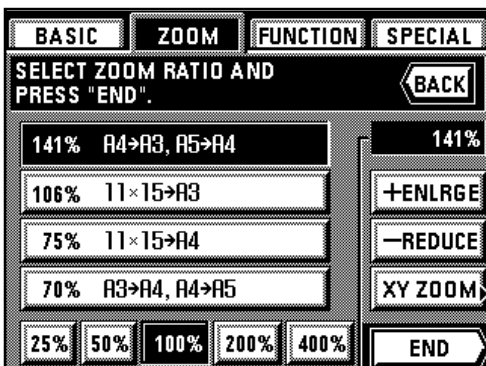 BASIC ZOOM FUNCTION SPECIAL
SELECT ZOOM RATIO AND
PRESS "END".
BACK
141% A4→A3, A5→A4
141%
106% 11×15→A3
+ENLRGE
75% 11×15→A4
−REDUCE
70% A3→A4, A4→A5
XY ZOOM
25% 50% 100% 200% 400%
END